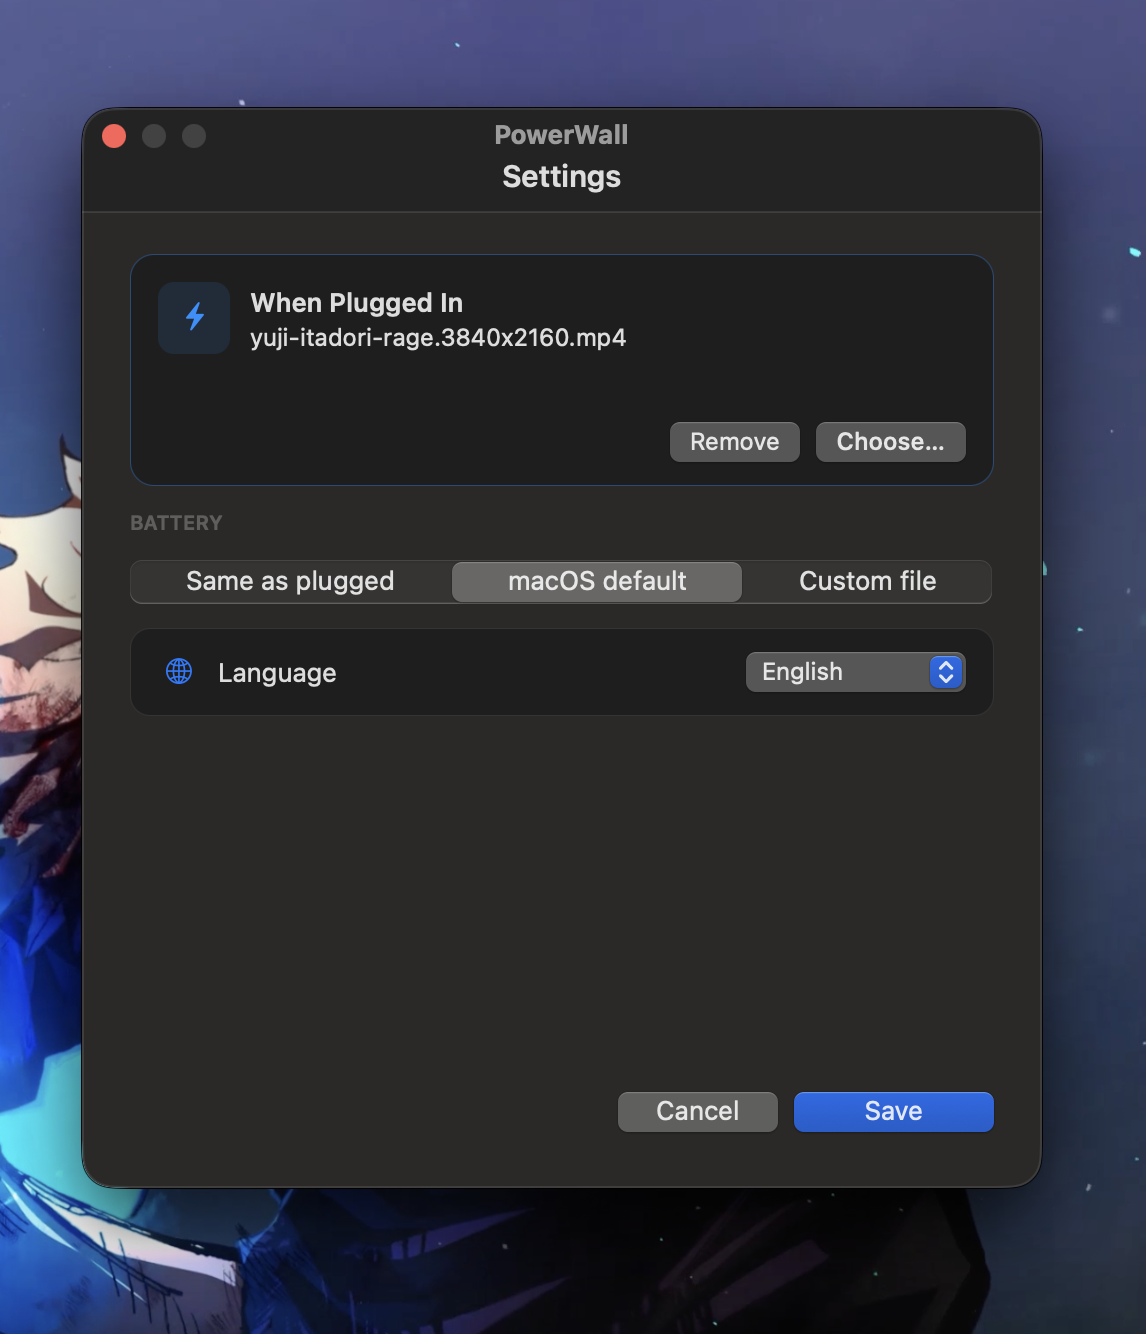 PowerWall
Settings
When Plugged In
yuji-itadori-rage.3840x2160.mp4
Remove
Choose...
BATTERY
Same as plugged
macOS default
Custom file
Language
English
Cancel
Save